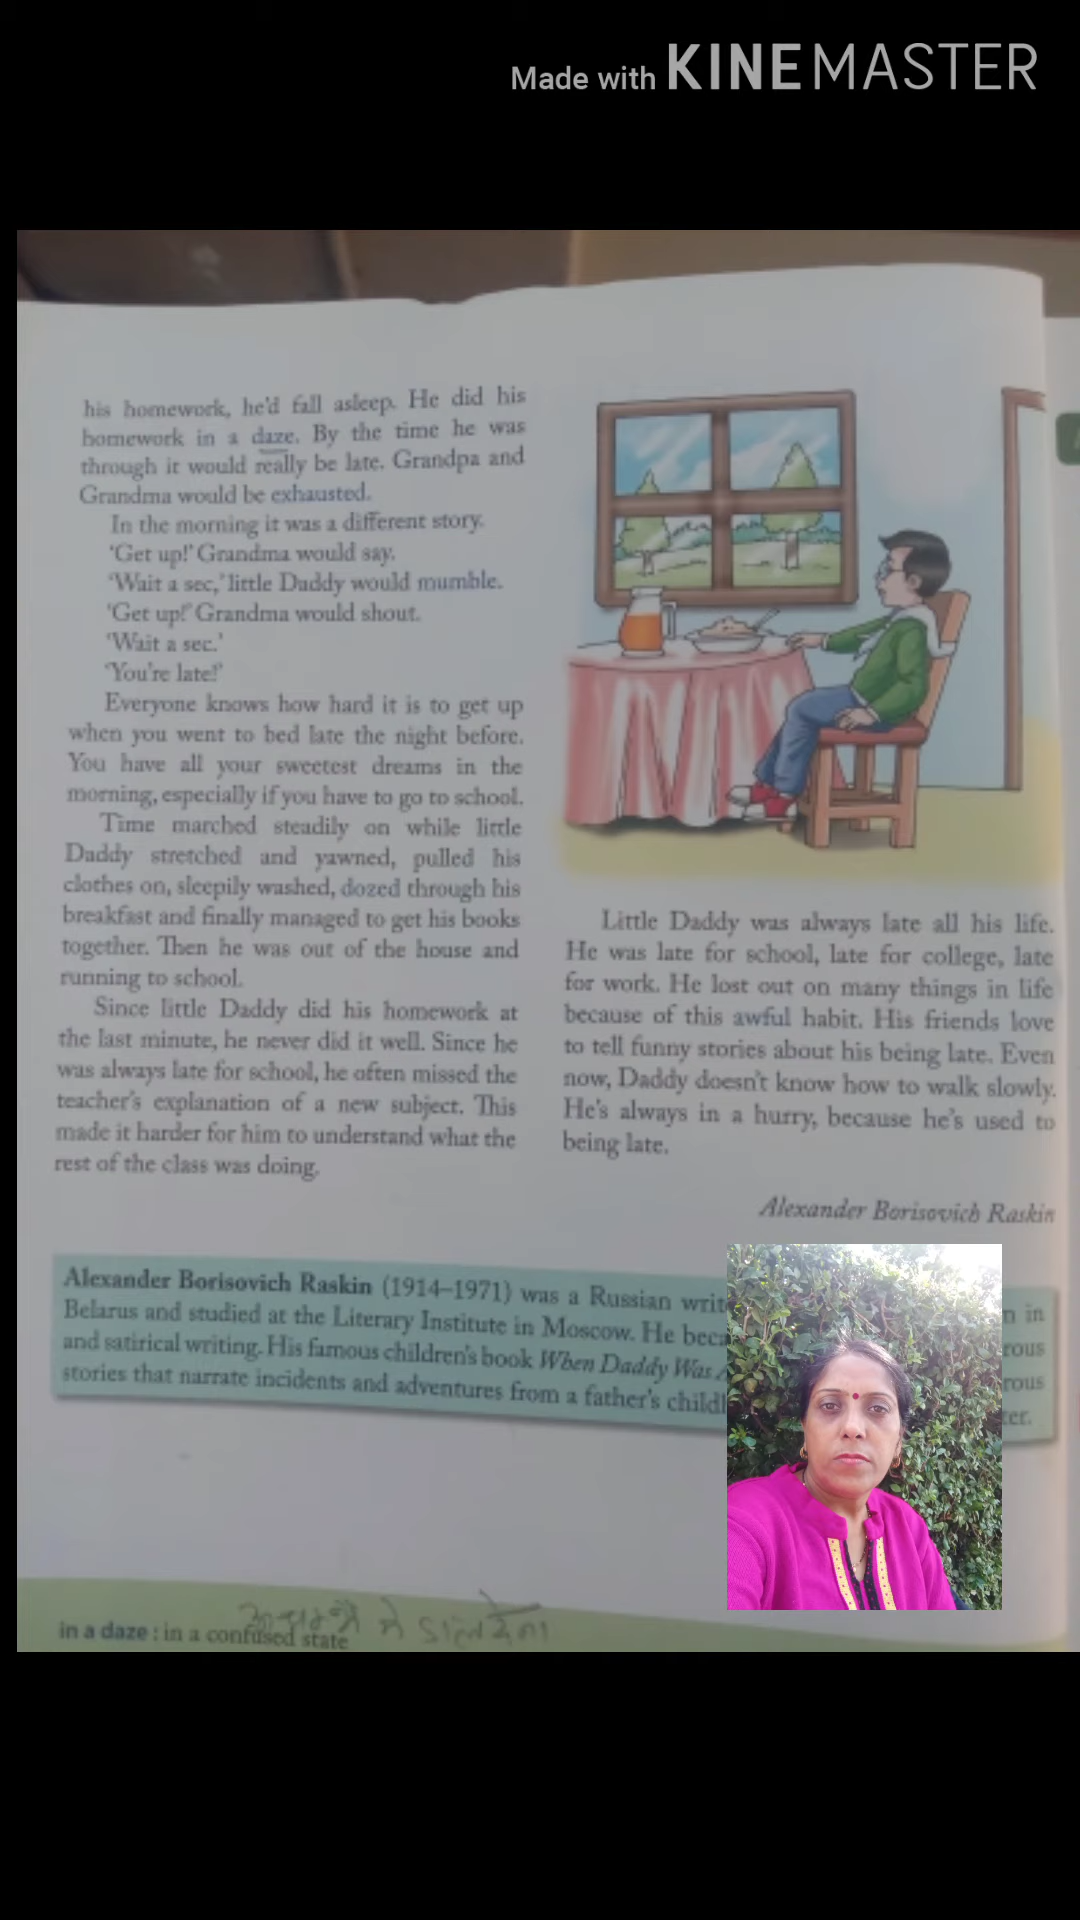 Made with KINEMASTER
his homework, he'd fall asleep. He did his
homework in a daze. By the time he was
through it would really be late. Grandpa and
Grandma would be exhausted.
In the morning it was a different story.
'Get up!' Grandma would say.
'Wait a sec,' little Daddy would mumble.
'Get up!' Grandma would shout.
'Wait a sec.'
'You're late!'
Everyone knows how hard it is to get up
when you went to bed late the night before.
You have all your sweetest dreams in the
morning, especially if you have to go to school.
Time marched steadily on while little
Daddy stretched and yawned, pulled his
clothes on, sleepily washed, dozed through his
breakfast and finally managed to get his books
together. Then he was out of the house and
running to school.
Since little Daddy did his homework at
the last minute, he never did it well. Since he
was always late for school, he often missed the
teacher's explanation of a new subject. This
made it harder for him to understand what the
rest of the class was doing.
Little Daddy was always late all his life.
He was late for school, late for college, late
for work. He lost out on many things in life
because of this awful habit. His friends love
to tell funny stories about his being late. Even
now, Daddy doesn't know how to walk slowly.
He's always in a hurry, because he's used to
being late.
Alexander Borisovich Raskin
Alexander Borisovich Raskin (1914–1971) was a Russian writ n in
Belarus and studied at the Literary Institute in Moscow. He beca rous
and satirical writing. His famous children's book When Daddy Was A rous
stories that narrate incidents and adventures from a father's child er.
में डाल देना
in a daze : in a confused state